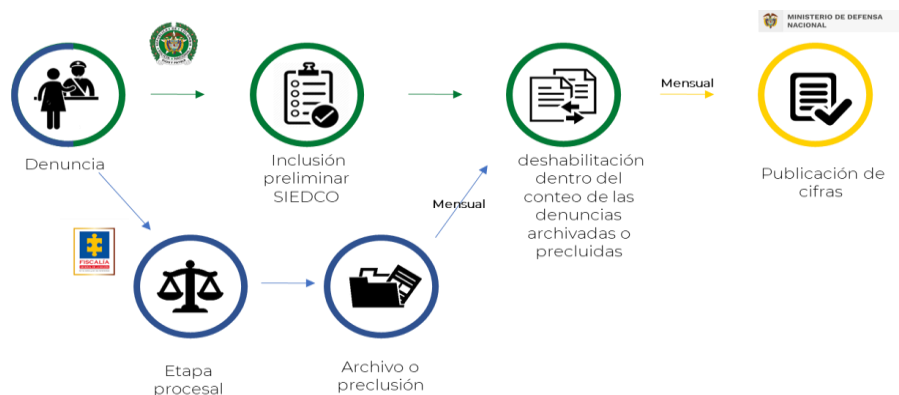 MINISTERIO DE DEFENSA
NACIONAL
Mensual
Denuncia
Inclusión
preliminar
SIEDCO
deshabilitación
dentro del
conteo de las
denuncias
archivadas o
precluidas
Publicación de
cifras
Mensual
FISCALÍA
Etapa
procesal
Archivo o
preclusión